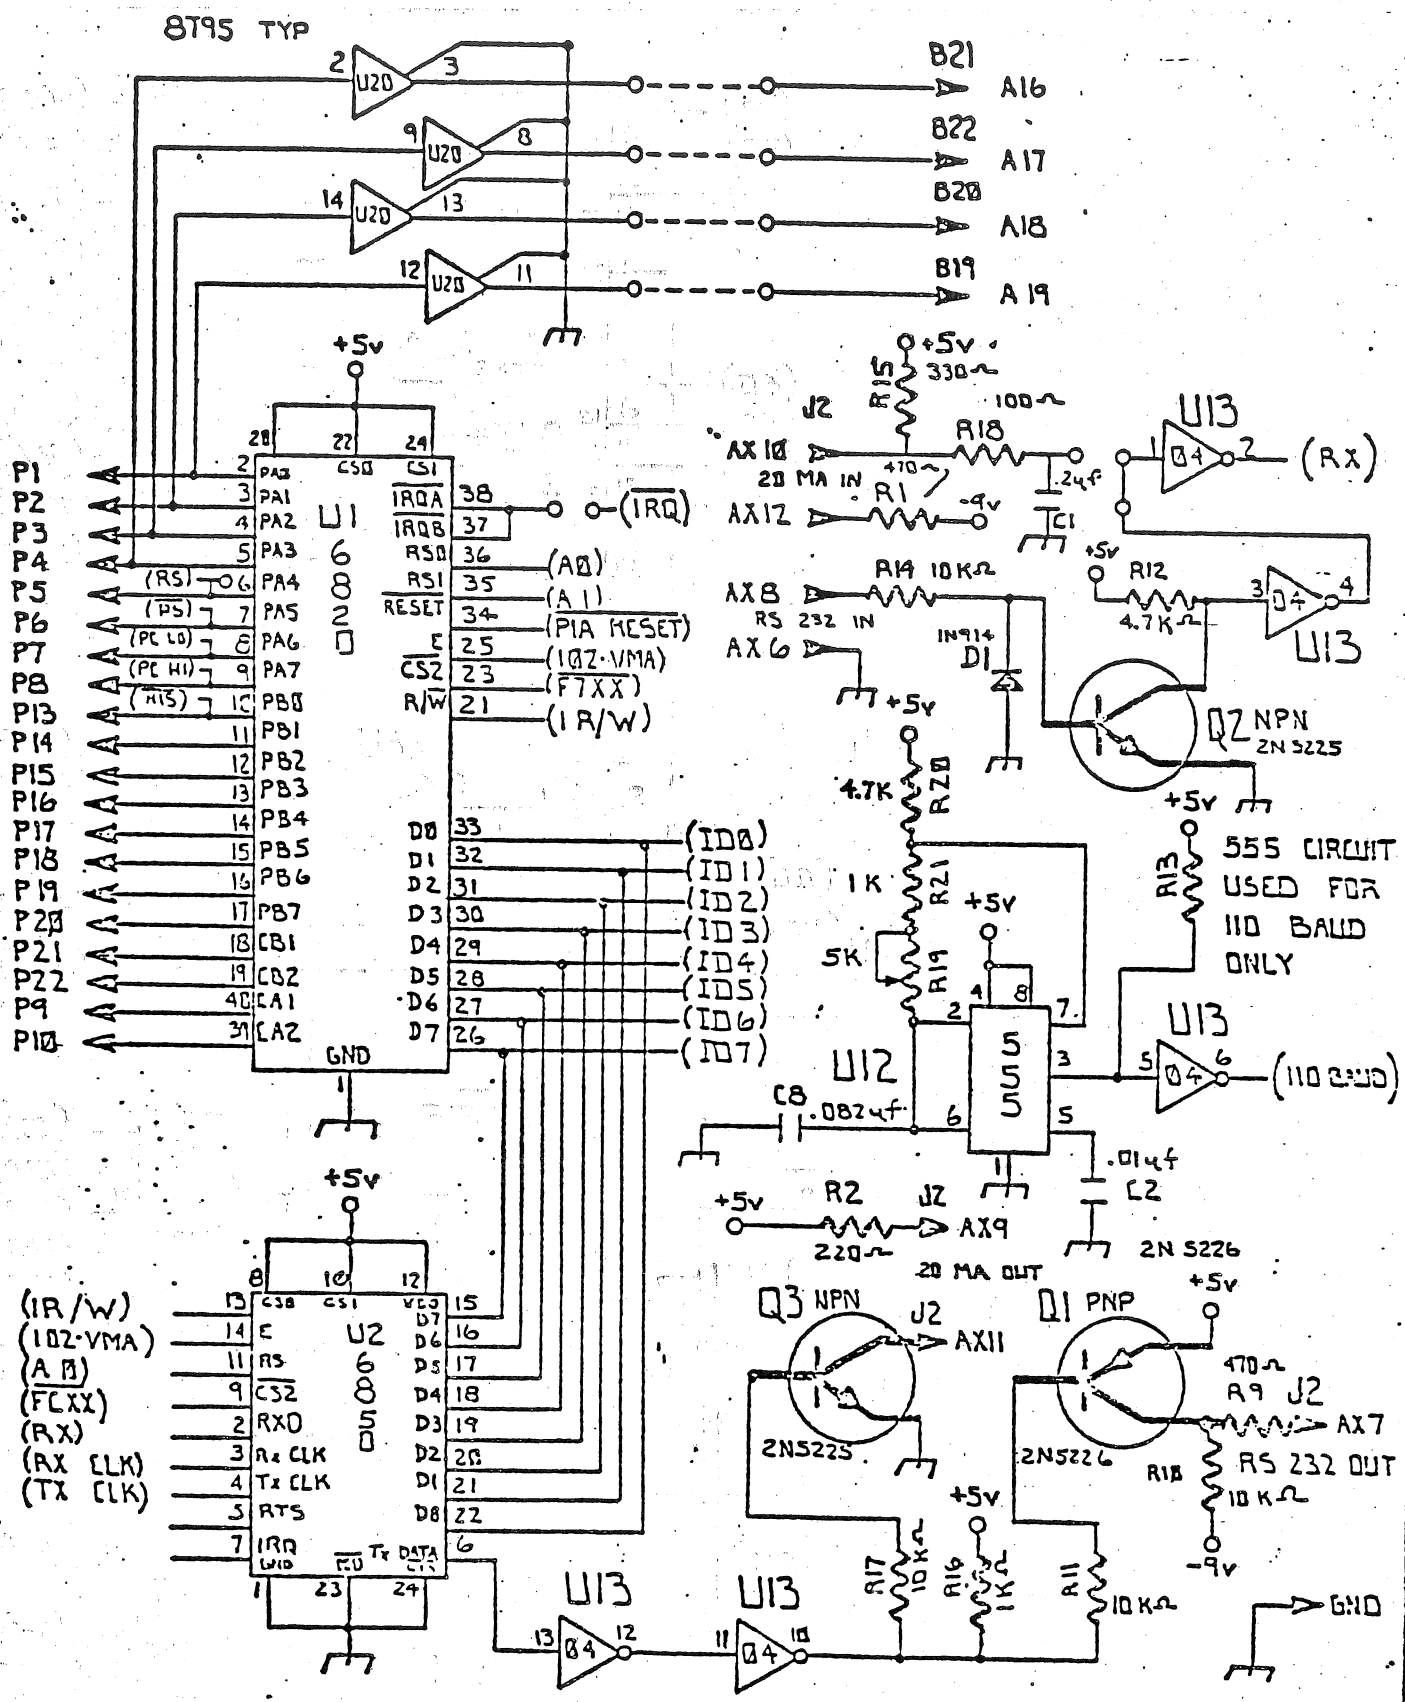 8T95 TYP
2 U20 3
B21
A16
9 U20 8
B22
A17
14 U20 13
B20
A18
12 U20 11
B19
A19
+5v
20 22 24
CS0 CS1
P1 2 PA0
P2 3 PA1
P3 4 PA2
P4 5 PA3
P5 (RS) 6 PA4
P6 7 PA5
P7 (PC LO) 8 PA6
P8 (PC HI) 9 PA7
P13 10 PB0
P14 11 PB1
P15 12 PB2
P16 13 PB3
P17 14 PB4
P18 15 PB5
P19 16 PB6
P20 17 PB7
P21 18 CB1
P22 19 CB2
P9 40 CA1
P10 39 CA2
U1
6
8
2
0
IRQA 38
IRQB 37
(IRQ)
RS0 36 (A0)
RS1 35 (A1)
RESET 34 (PIA RESET)
E 25 (1Ø2·VMA)
CS2 23 (F7XX)
R/W 21 (1R/W)
D0 33 (ID0)
D1 32 (ID1)
D2 31 (ID2)
D3 30 (ID3)
D4 29 (ID4)
D5 28 (ID5)
D6 27 (ID6)
D7 26 (ID7)
GND
1
+5v
R15
330Ω
J2
AX10
20 MA IN
R18
100Ω
.2uf
C1
470Ω
R1
AX12
-9v
U13
1 04 2
(RX)
AX8
RS 232 IN
R14 10KΩ
AX6
1N914
D1
+5v
R12
4.7KΩ
3 04 4
U13
Q2 NPN
2N5225
+5v
4.7K
R20
1K
R21
5K
R19
+5v
4 8
2 7
555
3
6 5
1
U12
C8
.082uf
.01uf
C2
+5v
R13
555 CIRCUIT
USED FOR
110 BAUD
ONLY
U13
5 04 6
(110 BAUD)
+5v
R2
220Ω
J2
AX9
20 MA OUT
Q3 NPN
J2
AX11
2N5225
2N5226
Q1 PNP
+5v
2N5226
470Ω
R9 J2
AX7
RS 232 OUT
R10
10KΩ
-9v
+5v
8 10 12
CS0 CS1
(1R/W) 13
(1Ø2·VMA) 14 E
(A0) 11 RS
(FCXX) 9 CS2
(RX) 2 RXD
(RX CLK) 3 Rx CLK
(TX CLK) 4 Tx CLK
5 RTS
7 IRQ
U2
6
8
5
0
D7 15
D6 16
D5 17
D4 18
D3 19
D2 20
D1 21
D0 22
Tx DATA 6
1 23 24
U13
13 04 12
U13
11 04 10
R17
10KΩ
+5v
R16
1KΩ
R11
10KΩ
GND